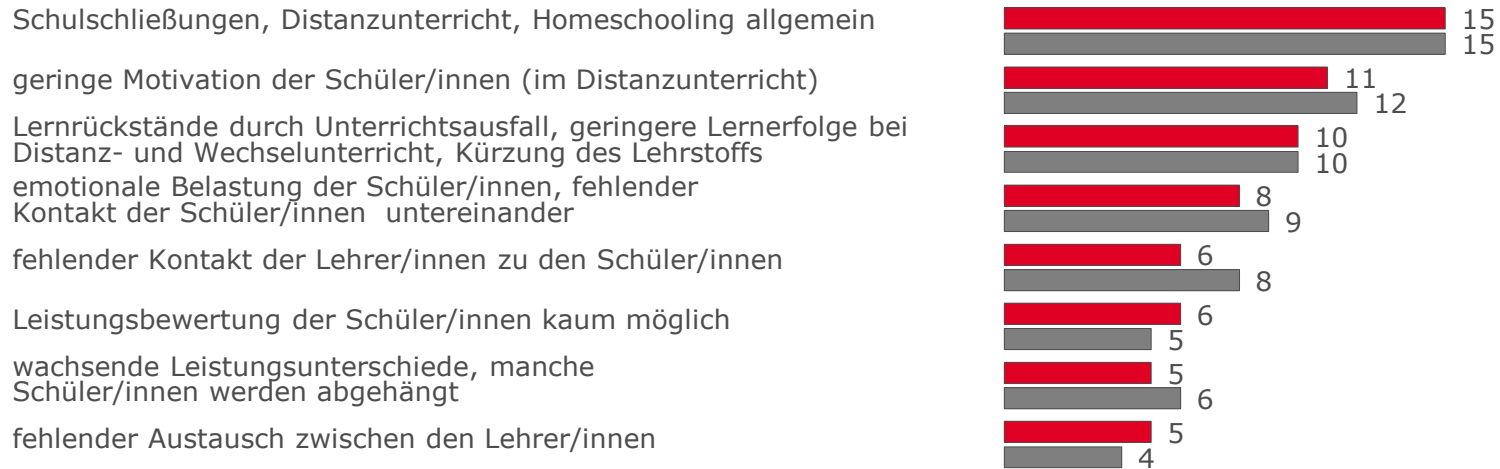 Schulschließungen, Distanzunterricht, Homeschooling allgemein
15
15
geringe Motivation der Schüler/innen (im Distanzunterricht)
11
12
Lernrückstände durch Unterrichtsausfall, geringere Lernerfolge bei
Distanz- und Wechselunterricht, Kürzung des Lehrstoffs
10
10
emotionale Belastung der Schüler/innen, fehlender
Kontakt der Schüler/innen untereinander
8
9
fehlender Kontakt der Lehrer/innen zu den Schüler/innen
6
8
Leistungsbewertung der Schüler/innen kaum möglich
6
5
wachsende Leistungsunterschiede, manche
Schüler/innen werden abgehängt
5
6
fehlender Austausch zwischen den Lehrer/innen
5
4